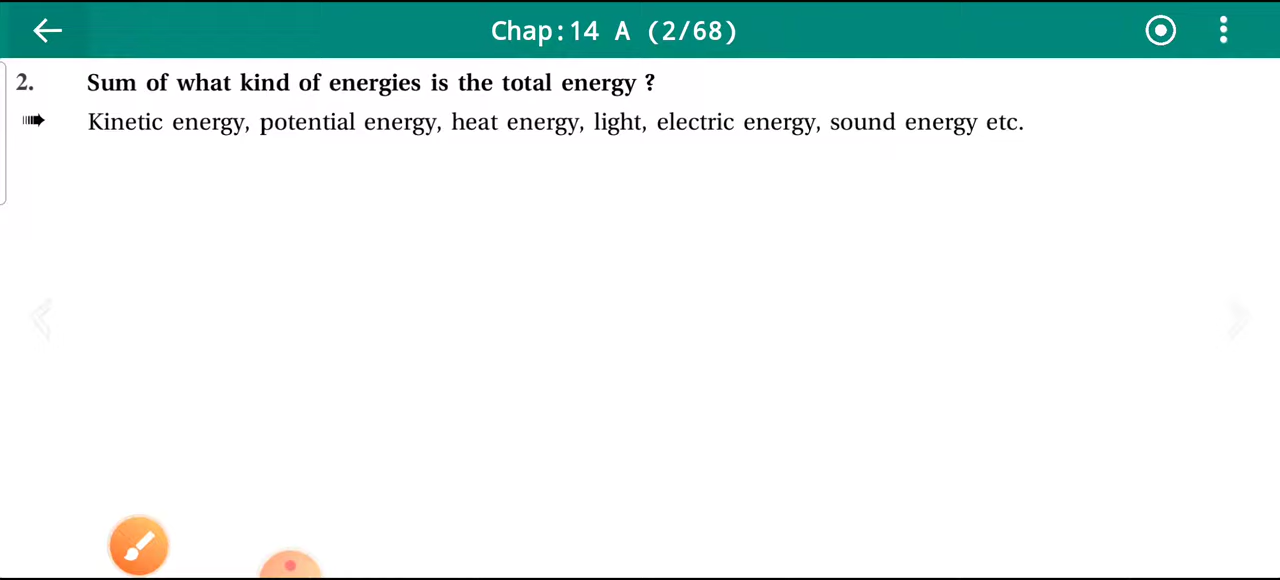 Chap:14 A (2/68)
2. Sum of what kind of energies is the total energy ?
Kinetic energy, potential energy, heat energy, light, electric energy, sound energy etc.